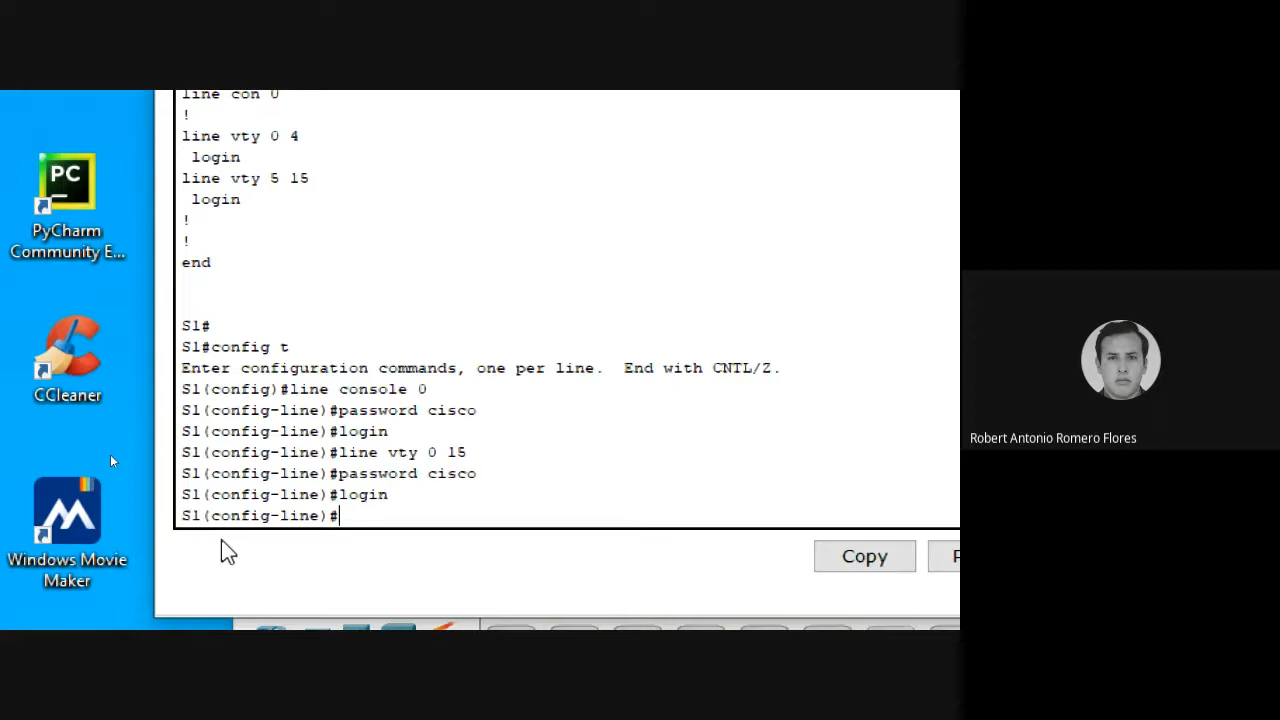 line con 0
!
line vty 0 4
login
line vty 5 15
login
!
!
end
S1#
S1#config t
Enter configuration commands, one per line.  End with CNTL/Z.
S1(config)#line console 0
S1(config-line)#password cisco
S1(config-line)#login
S1(config-line)#line vty 0 15
S1(config-line)#password cisco
S1(config-line)#login
S1(config-line)#
Copy
PC
PyCharm
Community E...
CCleaner
Windows Movie
Maker
Robert Antonio Romero Flores